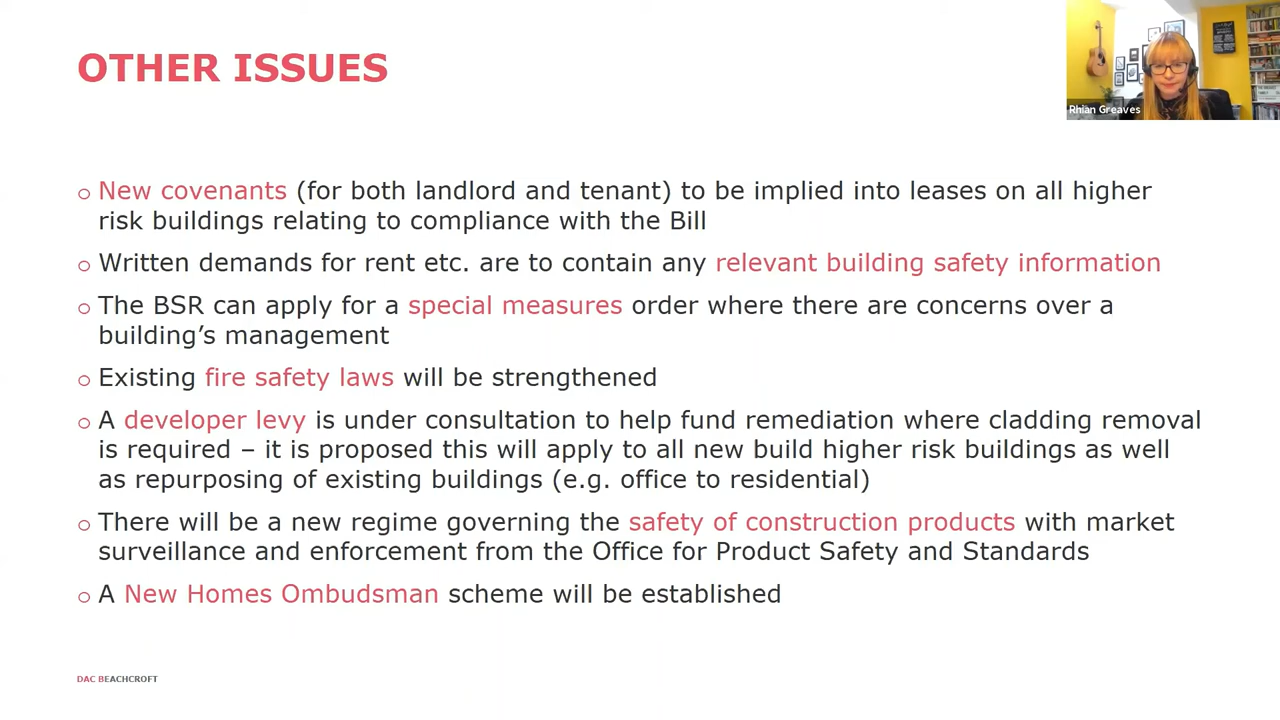 OTHER ISSUES
Rhian Greaves
o New covenants (for both landlord and tenant) to be implied into leases on all higher
risk buildings relating to compliance with the Bill
o Written demands for rent etc. are to contain any relevant building safety information
o The BSR can apply for a special measures order where there are concerns over a
building’s management
o Existing fire safety laws will be strengthened
o A developer levy is under consultation to help fund remediation where cladding removal
is required – it is proposed this will apply to all new build higher risk buildings as well
as repurposing of existing buildings (e.g. office to residential)
o There will be a new regime governing the safety of construction products with market
surveillance and enforcement from the Office for Product Safety and Standards
o A New Homes Ombudsman scheme will be established
DAC BEACHCROFT